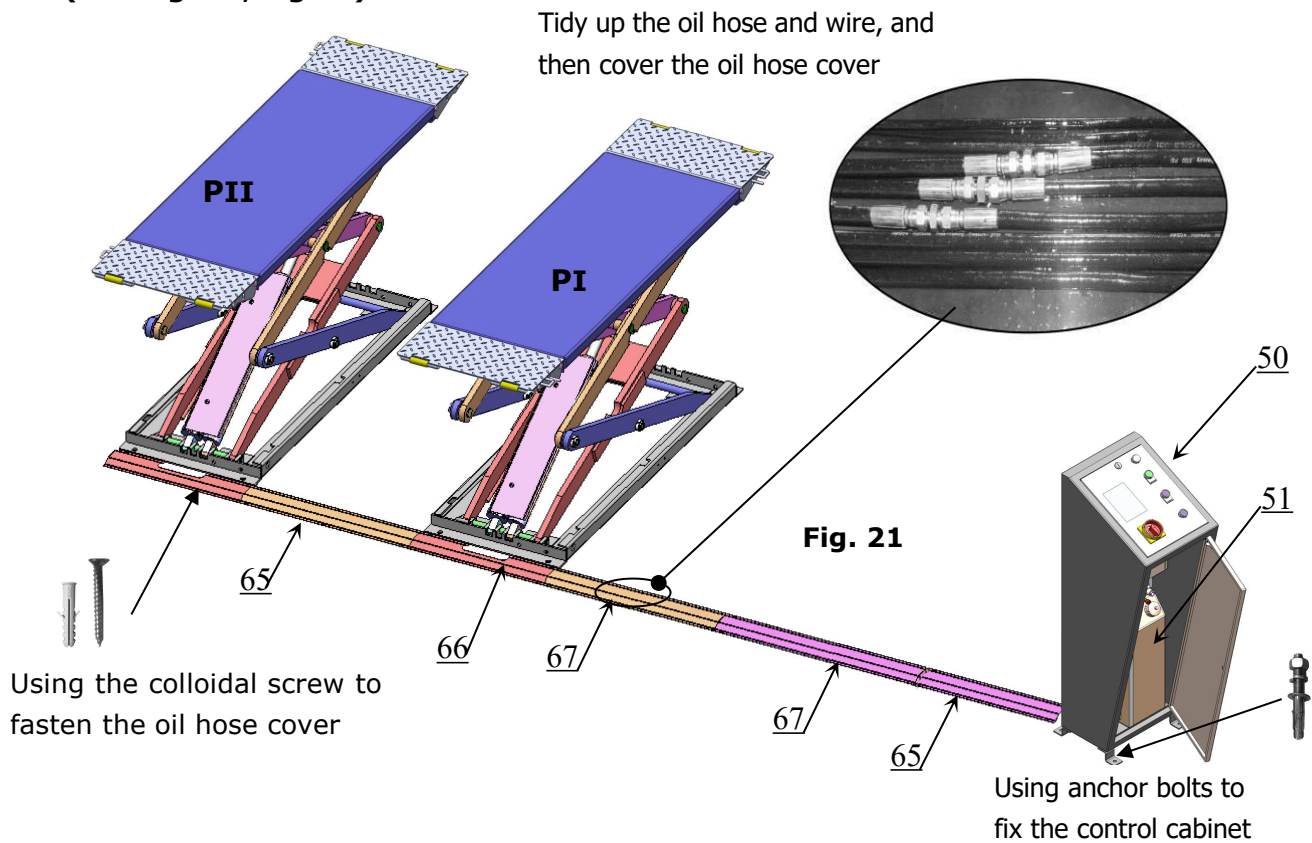 Tidy up the oil hose and wire, and
then cover the oil hose cover
PII
PI
50
51
Fig. 21
65
66
67
67
65
Using the colloidal screw to
fasten the oil hose cover
Using anchor bolts to
fix the control cabinet